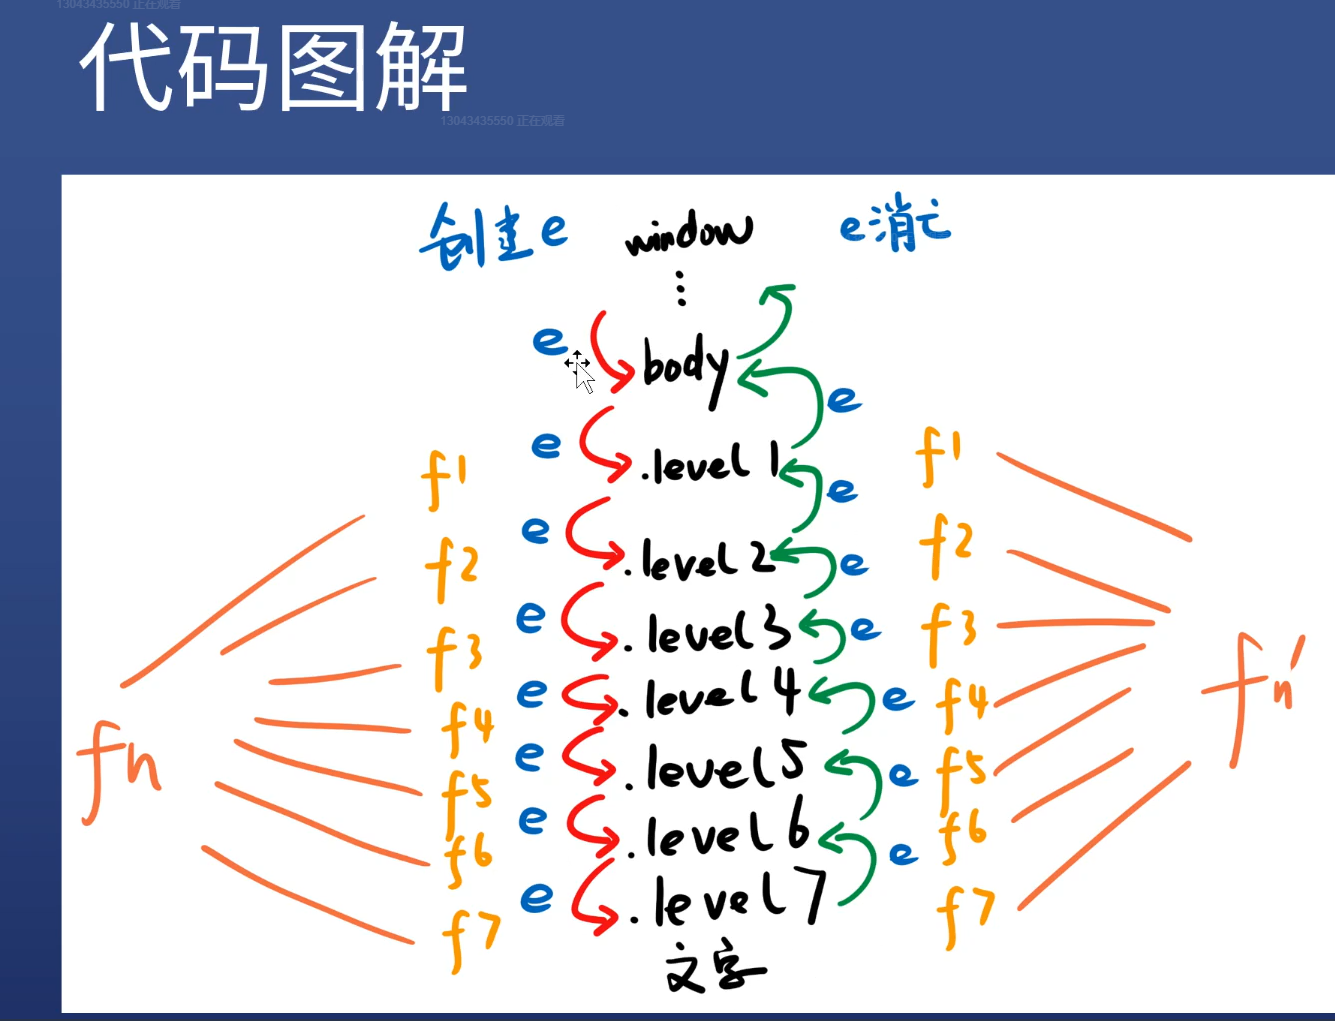 13043435550 正在观看
代码图解
13043435550 正在观看
创建e window e消亡
⋮
e body
e
e .level 1
f1 f1
e
e .level 2
f2 f2
e
e .level 3
f3 e f3
e .level 4
f4 e f4
e .level 5
f5 e f5
e .level 6
f6 e f6
e .level 7
f7 f7
fn fn′
文字